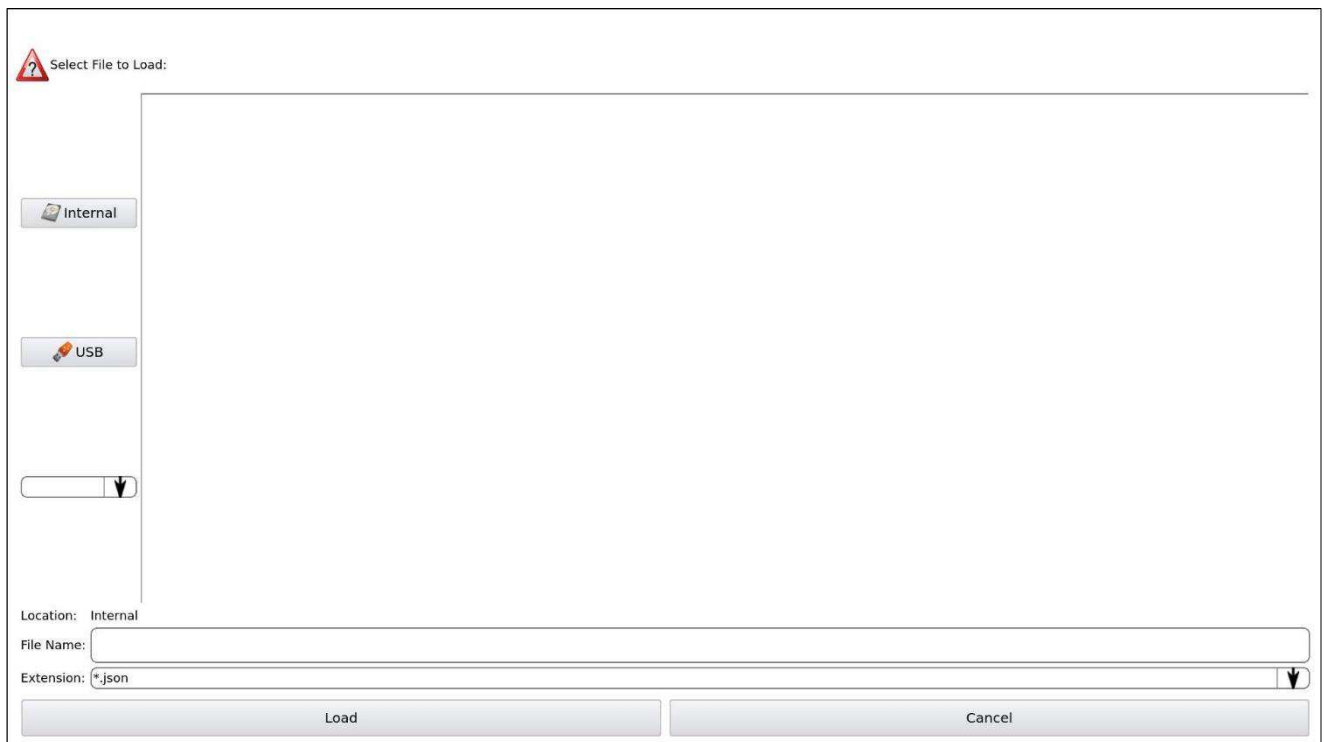 ?
Select File to Load:
Internal
USB
Location: Internal
File Name:
Extension: *.json
Load Cancel